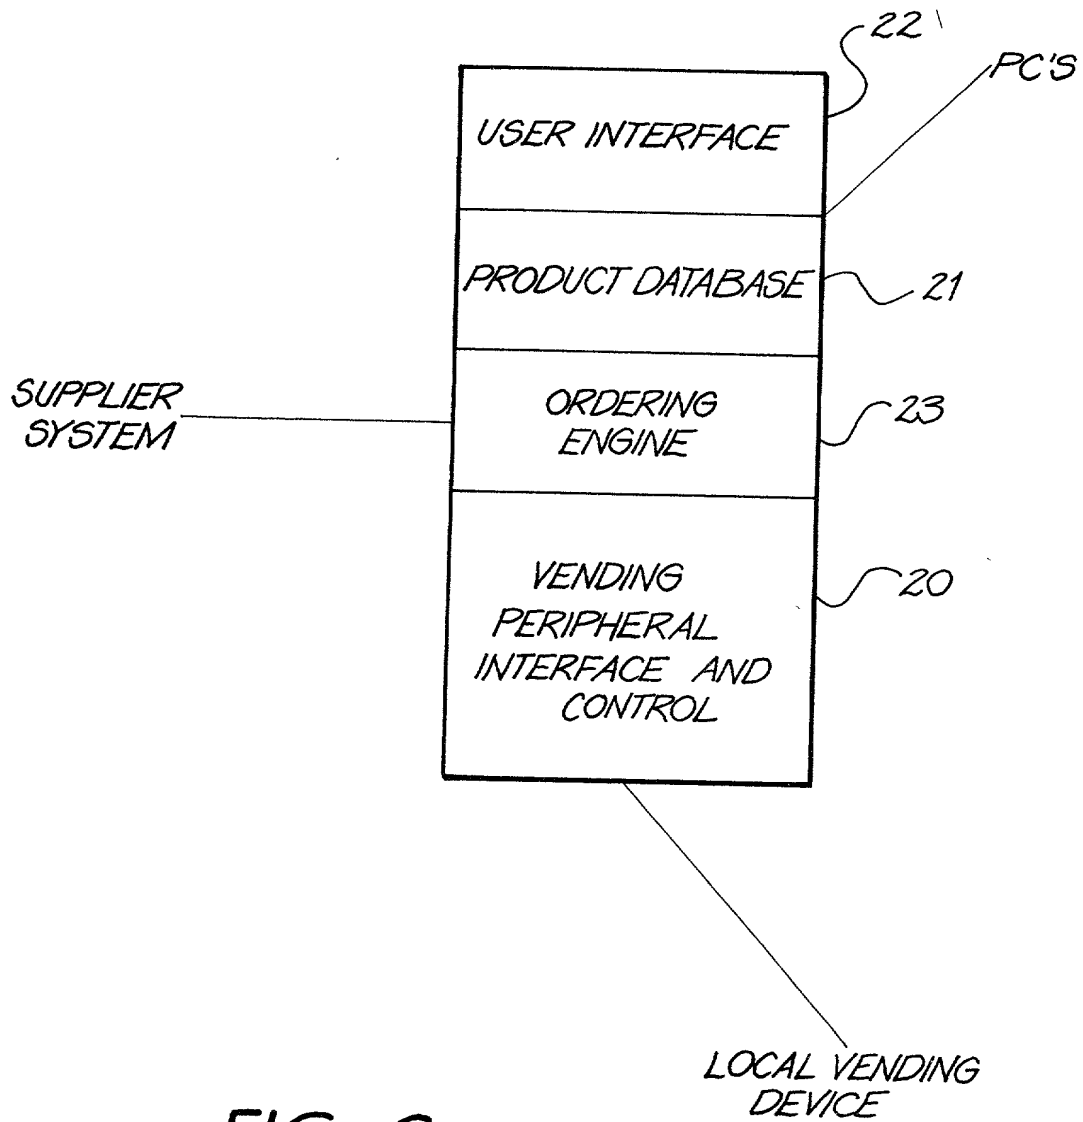 22
PC'S
USER INTERFACE
PRODUCT DATABASE
21
SUPPLIER
SYSTEM
ORDERING
ENGINE
23
VENDING
PERIPHERAL
INTERFACE AND
CONTROL
20
LOCAL VENDING
DEVICE
FIG.